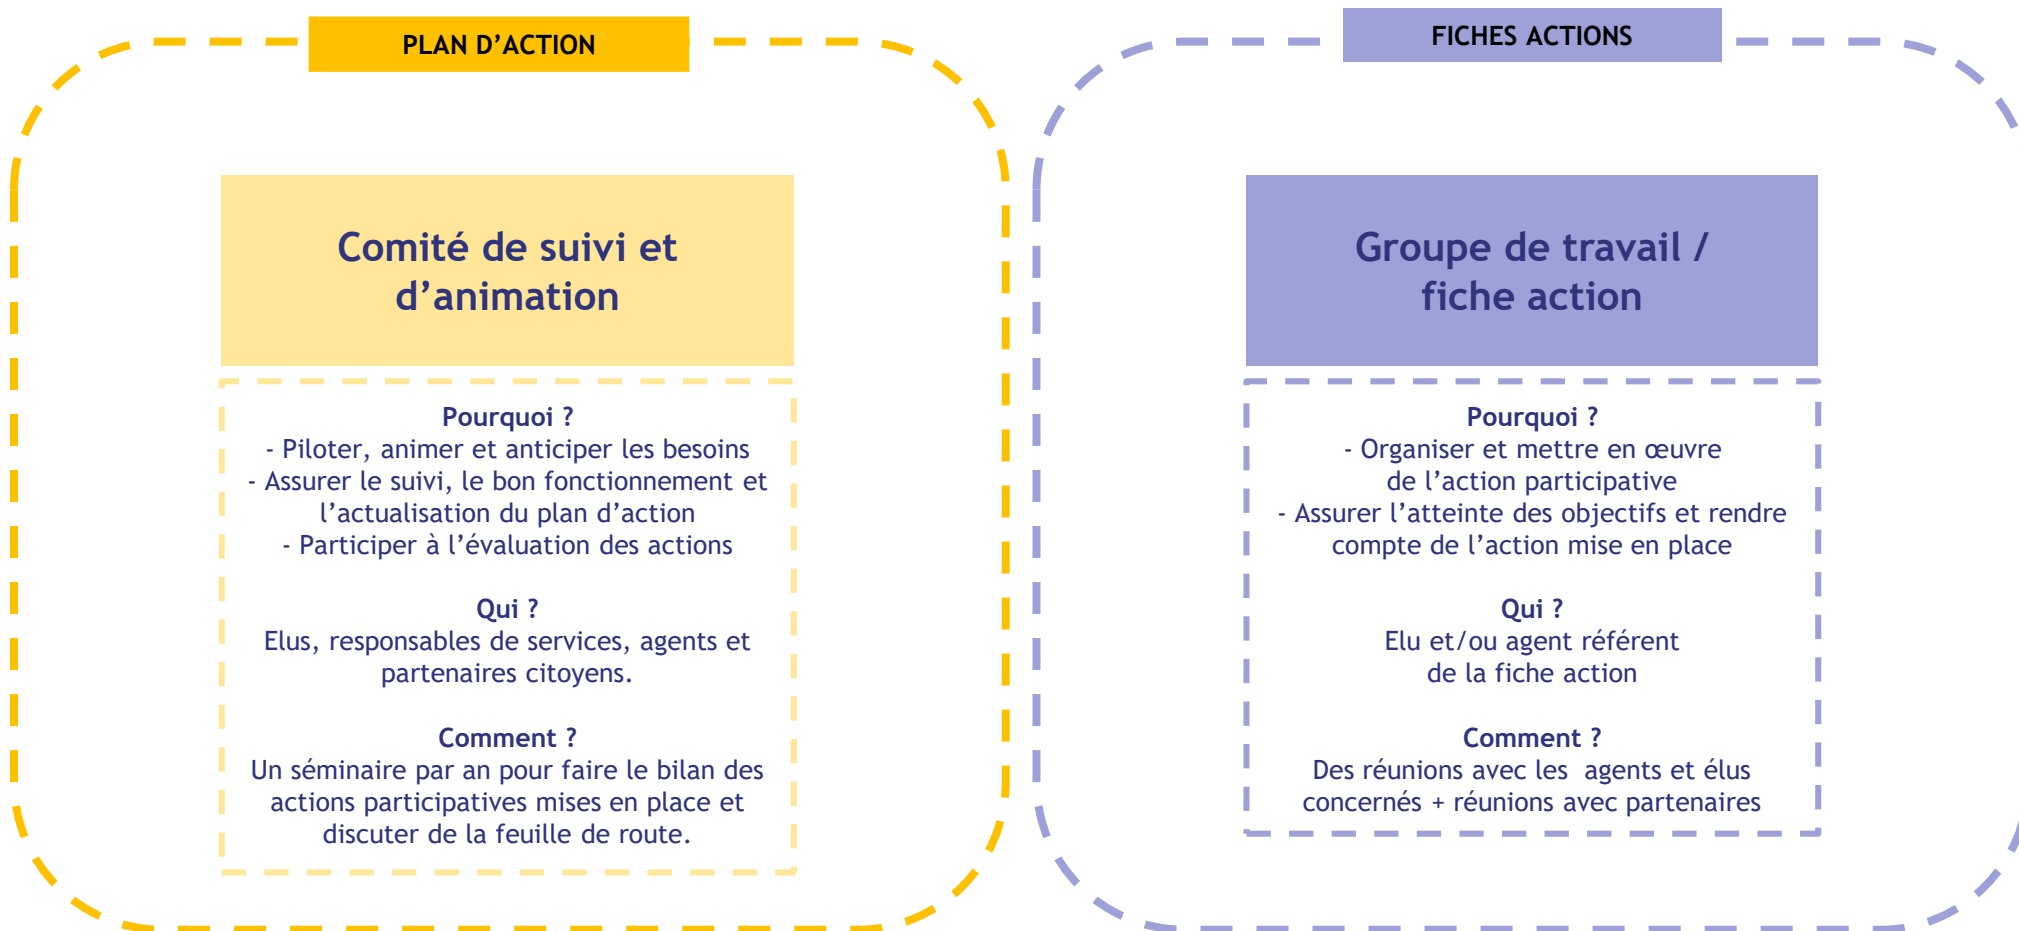 PLAN D’ACTION
Comité de suivi et
d’animation
Pourquoi ?
- Piloter, animer et anticiper les besoins
- Assurer le suivi, le bon fonctionnement et
l’actualisation du plan d’action
- Participer à l’évaluation des actions
Qui ?
Elus, responsables de services, agents et
partenaires citoyens.
Comment ?
Un séminaire par an pour faire le bilan des
actions participatives mises en place et
discuter de la feuille de route.
FICHES ACTIONS
Groupe de travail /
fiche action
Pourquoi ?
- Organiser et mettre en œuvre
de l’action participative
- Assurer l’atteinte des objectifs et rendre
compte de l’action mise en place
Qui ?
Elu et/ou agent référent
de la fiche action
Comment ?
Des réunions avec les  agents et élus
concernés + réunions avec partenaires